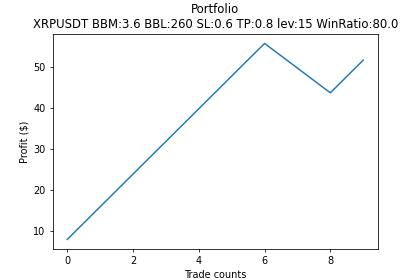 Portfolio
XRPUSDT BBM:3.6 BBL:260 SL:0.6 TP:0.8 lev:15 WinRatio:80.0
50
40
30
20
10
Profit ($)
0 2 4 6 8
Trade counts